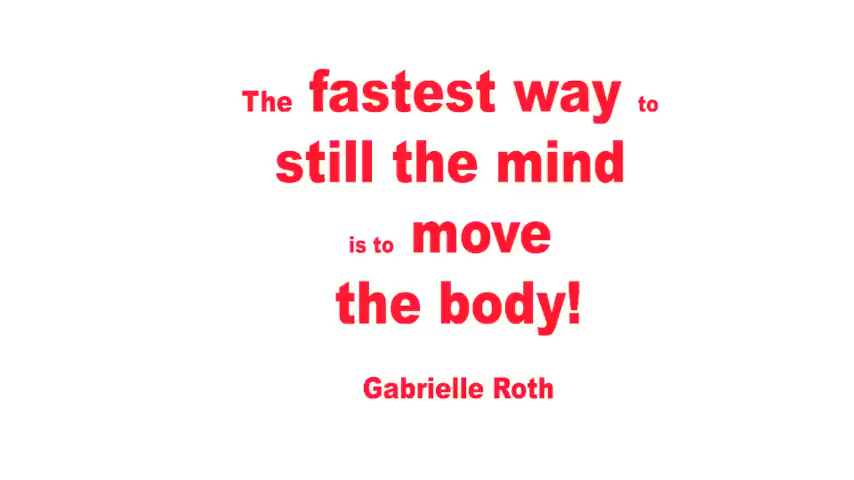 The fastest way to
still the mind
is to move
the body!
Gabrielle Roth